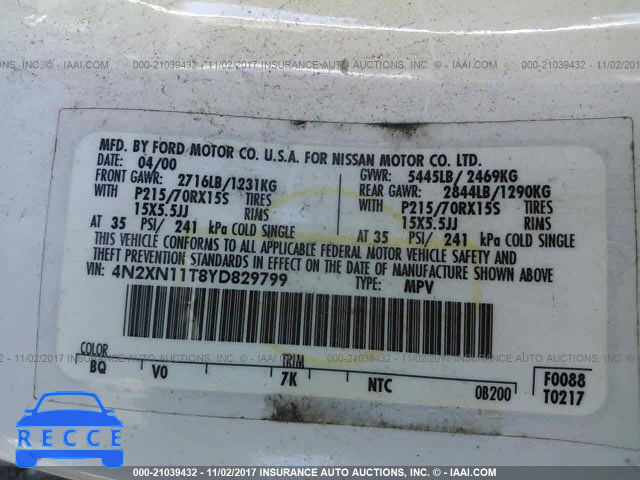 000-21039432 - 11/02/2017 INSURANCE AUTO AUCTIONS, INC. - © IAAI.COM
MFD. BY FORD MOTOR CO. U.S.A. FOR NISSAN MOTOR CO. LTD.
DATE: 04/00 GVWR: 5445LB/ 2469KG
FRONT GAWR: 2716LB/1231KG REAR GAWR: 2844LB/1290KG
WITH P215/70RX15S TIRES WITH P215/70RX15S TIRES
15X5.5JJ RIMS 15X5.5JJ RIMS
AT 35 PSI/ 241 kPa COLD SINGLE AT 35 PSI/ 241 kPa COLD SINGLE
THIS VEHICLE CONFORMS TO ALL APPLICABLE FEDERAL MOTOR VEHICLE SAFETY AND
THEFT PREVENTION STANDARDS IN EFFECT ON THE DATE OF MANUFACTURE SHOWN ABOVE.
VIN: 4N2XN11T8YD829799 TYPE: MPV
COLOR TRIM
BQ V0 7K NTC 0B200
F0088
T0217
RECCE
000-21039432 - 11/02/2017 INSURANCE AUTO AUCTIONS, INC. - © IAAI.COM